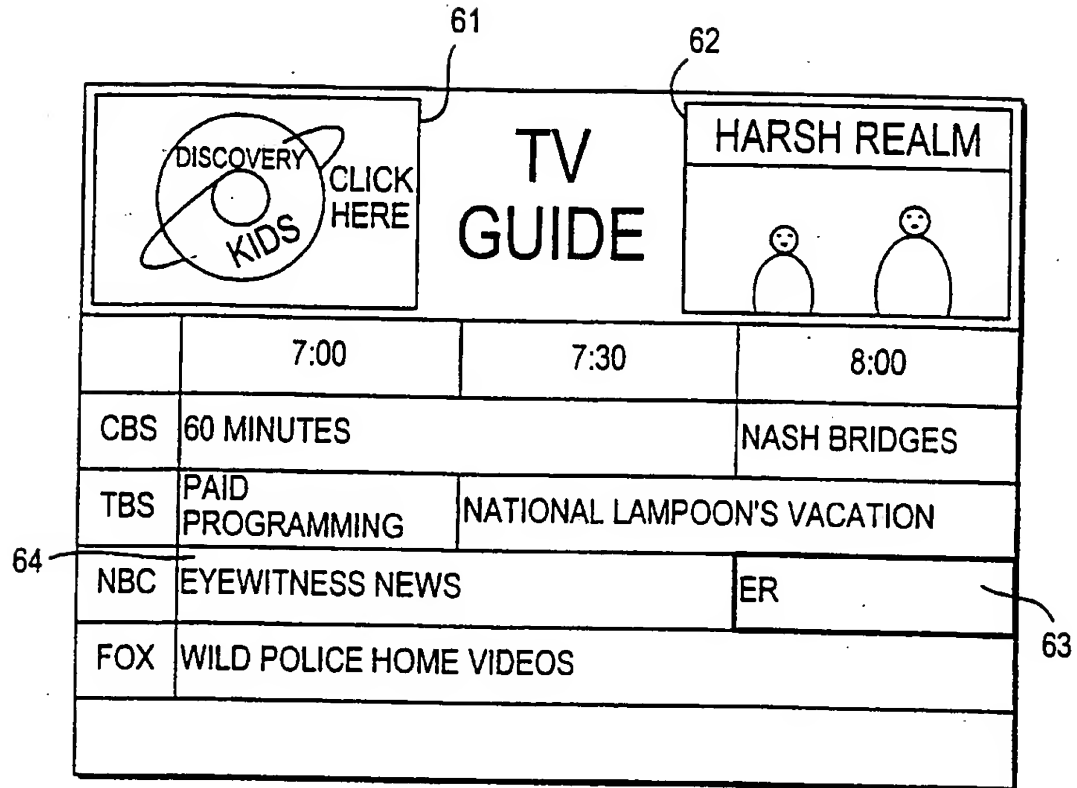 61
62
DISCOVERY
KIDS
CLICK
HERE
TV
GUIDE
HARSH REALM
7:00 7:30 8:00
CBS 60 MINUTES NASH BRIDGES
TBS PAID
PROGRAMMING NATIONAL LAMPOON'S VACATION
64
NBC EYEWITNESS NEWS ER
63
FOX WILD POLICE HOME VIDEOS